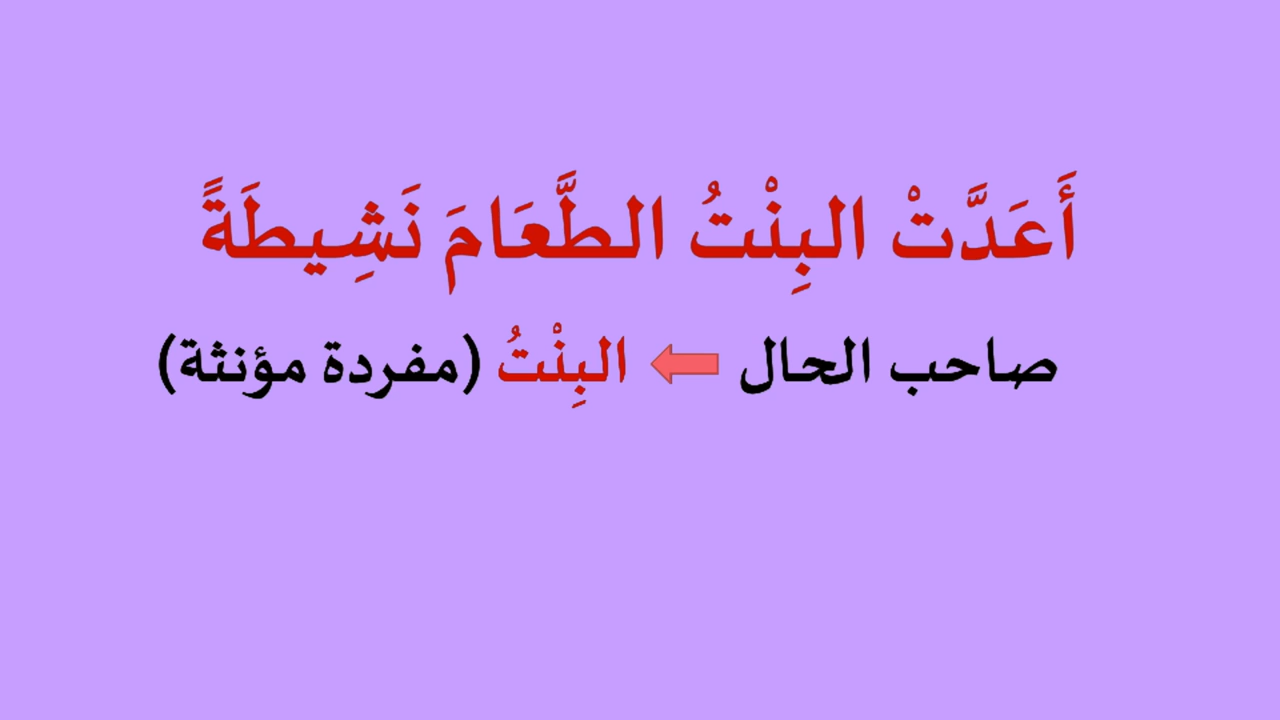 أَعَدَّتْ البِنْتُ الطَّعَامَ نَشِيطَةً
صاحب الحال ← البِنْتُ (مفردة مؤنثة)